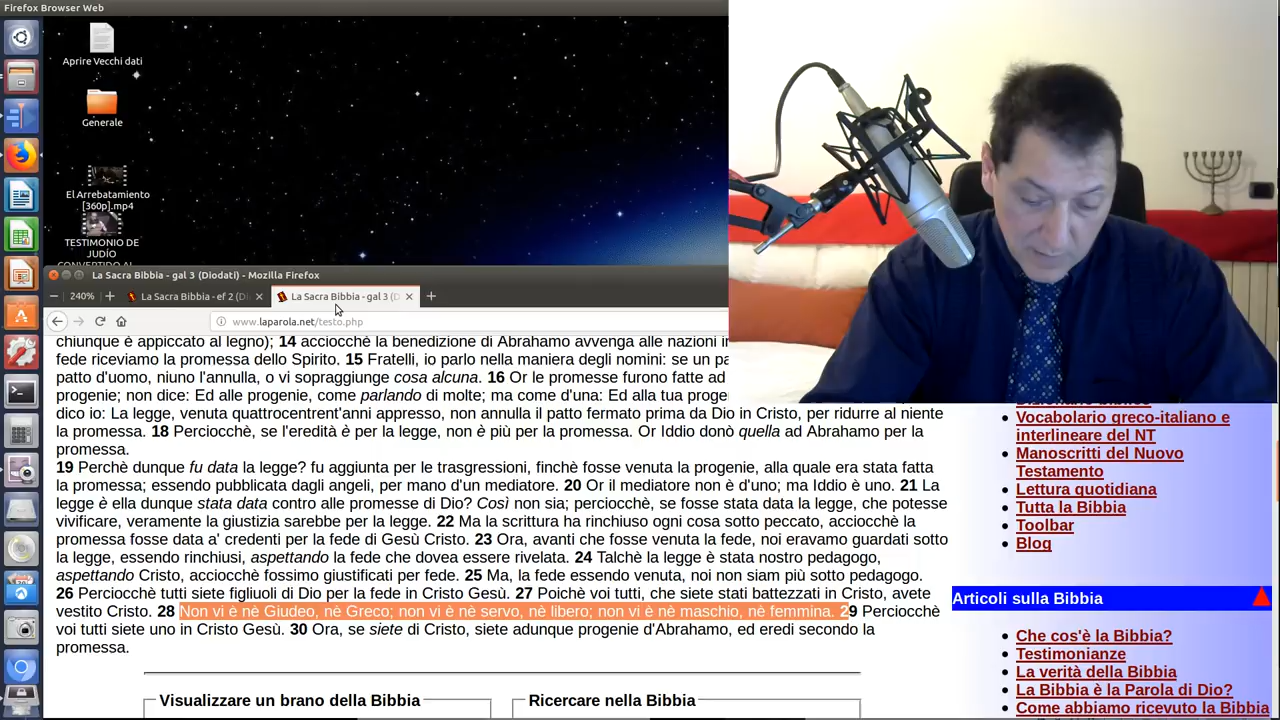 Firefox Browser Web
Aprire Vecchi dati
Generale
El Arrebatamiento
[360p].mp4
TESTIMONIO DE
JUDÍO
CONVERTIDO AL
La Sacra Bibbia - gal 3 (Diodati) - Mozilla Firefox
240% La Sacra Bibbia - ef 2 (Di La Sacra Bibbia - gal 3 (D
www.laparola.net/testo.php
chiunque è appiccato al legno); 14 acciocchè la benedizione di Abrahamo avvenga alle nazioni in
fede riceviamo la promessa dello Spirito. 15 Fratelli, io parlo nella maniera degli nomini: se un pa
patto d'uomo, niuno l'annulla, o vi sopraggiunge cosa alcuna. 16 Or le promesse furono fatte ad
progenie; non dice: Ed alle progenie, come parlando di molte; ma come d'una: Ed alla tua proge
dico io: La legge, venuta quattrocentrent'anni appresso, non annulla il patto fermato prima da Dio in Cristo, per ridurre al niente
la promessa. 18 Perciocchè, se l'eredità è per la legge, non è più per la promessa. Or Iddio donò quella ad Abrahamo per la
promessa.
19 Perchè dunque fu data la legge? fu aggiunta per le trasgressioni, finchè fosse venuta la progenie, alla quale era stata fatta
la promessa; essendo pubblicata dagli angeli, per mano d'un mediatore. 20 Or il mediatore non è d'uno; ma Iddio è uno. 21 La
legge è ella dunque stata data contro alle promesse di Dio? Così non sia; perciocchè, se fosse stata data la legge, che potesse
vivificare, veramente la giustizia sarebbe per la legge. 22 Ma la scrittura ha rinchiuso ogni cosa sotto peccato, acciocchè la
promessa fosse data a' credenti per la fede di Gesù Cristo. 23 Ora, avanti che fosse venuta la fede, noi eravamo guardati sotto
la legge, essendo rinchiusi, aspettando la fede che dovea essere rivelata. 24 Talchè la legge è stata nostro pedagogo,
aspettando Cristo, acciocchè fossimo giustificati per fede. 25 Ma, la fede essendo venuta, noi non siam più sotto pedagogo.
26 Perciocchè tutti siete figliuoli di Dio per la fede in Cristo Gesù. 27 Poichè voi tutti, che siete stati battezzati in Cristo, avete
vestito Cristo. 28 Non vi è nè Giudeo, nè Greco; non vi è nè servo, nè libero; non vi è nè maschio, nè femmina. 29 Perciocchè
voi tutti siete uno in Cristo Gesù. 30 Ora, se siete di Cristo, siete adunque progenie d'Abrahamo, ed eredi secondo la
promessa.
Visualizzare un brano della Bibbia
Ricercare nella Bibbia
Vocabolario greco-italiano e
interlineare del NT
Manoscritti del Nuovo
Testamento
Lettura quotidiana
Tutta la Bibbia
Toolbar
Blog
Articoli sulla Bibbia
Che cos'è la Bibbia?
Testimonianze
La verità della Bibbia
La Bibbia è la Parola di Dio?
Come abbiamo ricevuto la Bibbia